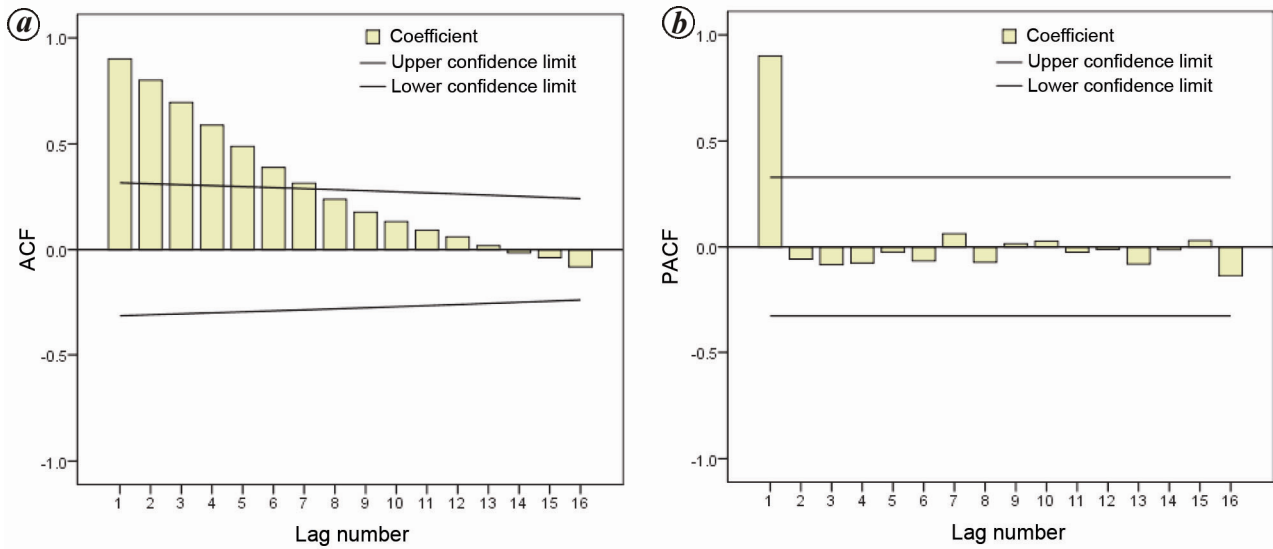 a
Coefficient
Upper confidence limit
Lower confidence limit
1.0
0.5
0.0
-0.5
-1.0
ACF
1 2 3 4 5 6 7 8 9 10 11 12 13 14 15 16
Lag number
b
Coefficient
Upper confidence limit
Lower confidence limit
1.0
0.5
0.0
-0.5
-1.0
PACF
1 2 3 4 5 6 7 8 9 10 11 12 13 14 15 16
Lag number